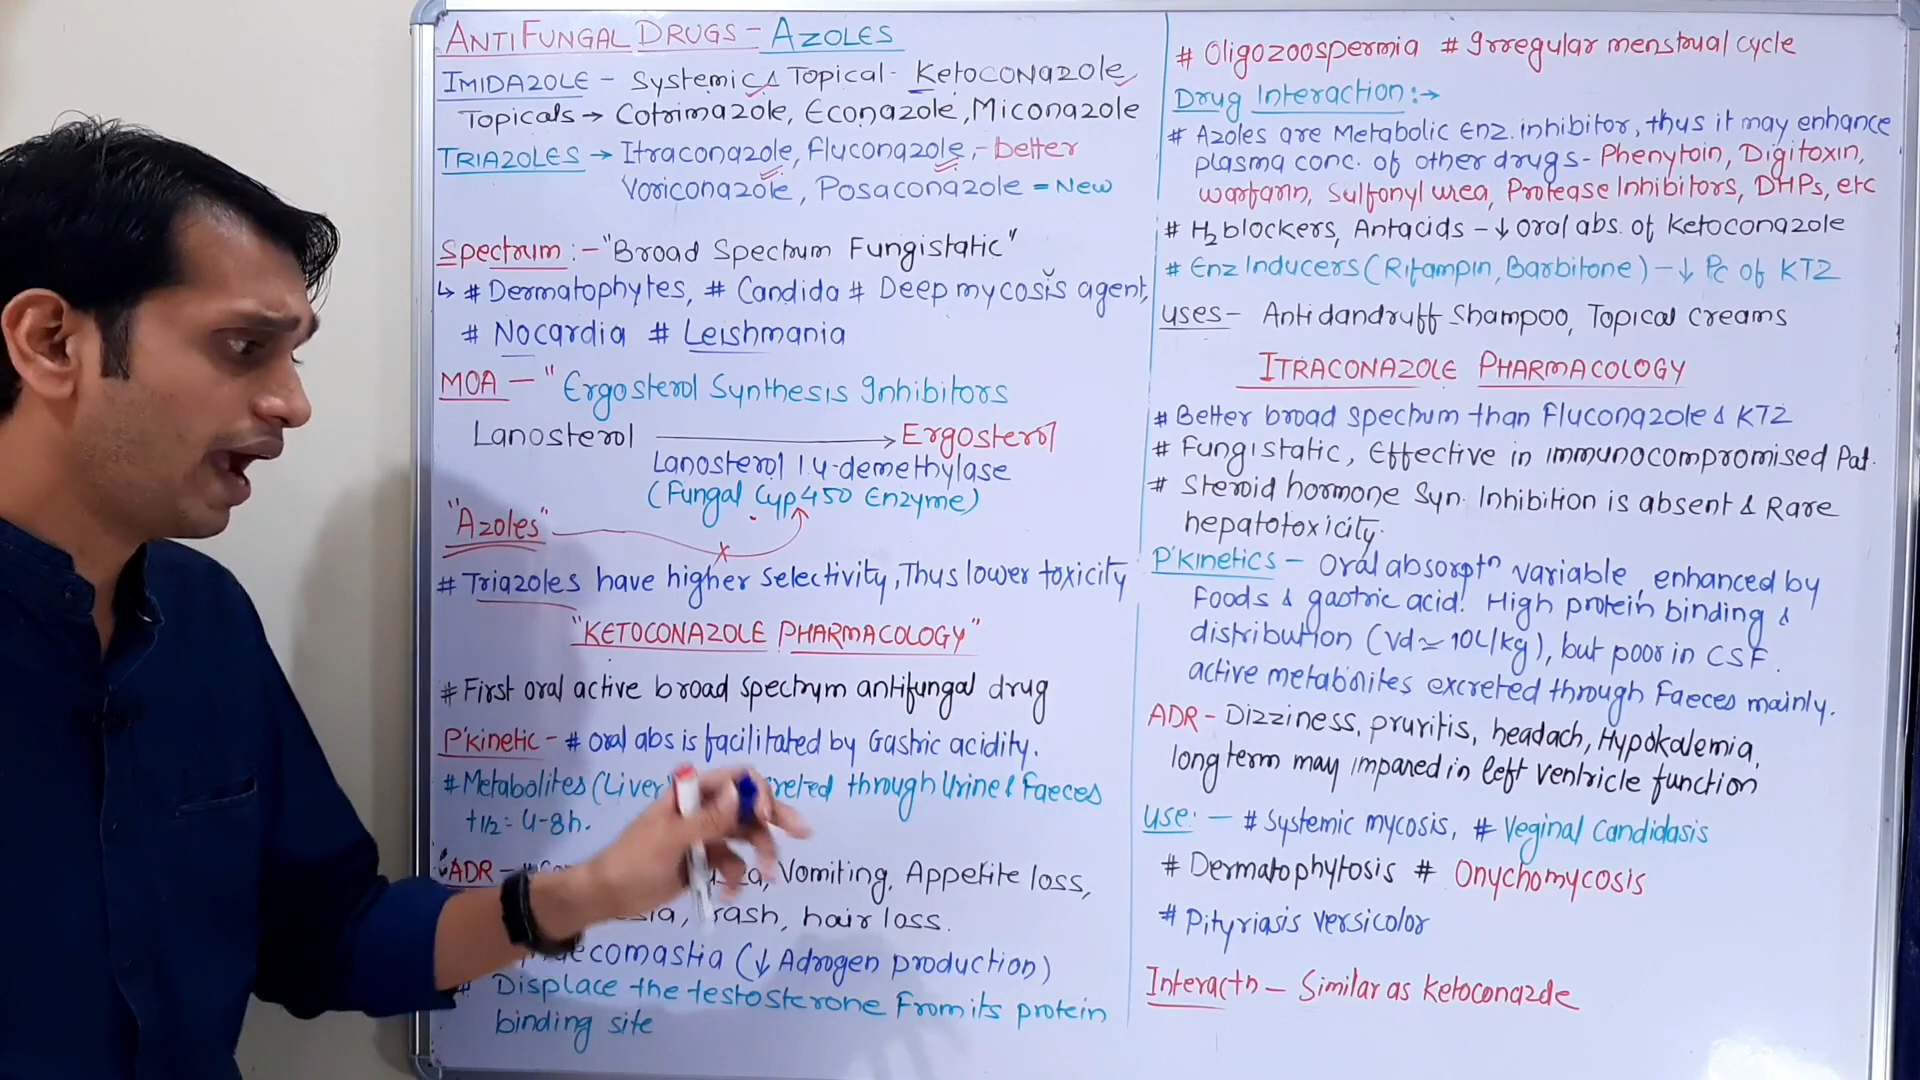 ANTIFUNGAL DRUGS - AZOLES
IMIDAZOLE - Systemic & Topical - Ketoconazole
Topicals → Cotrimazole, Econazole, Miconazole
TRIAZOLES → Itraconazole, Fluconazole, - better
Voriconazole, Posaconazole = New
Spectrum :- "Broad Spectrum Fungistatic"
↳ # Dermatophytes, # Candida # Deep mycosis agent,
# Nocardia # Leishmania
MOA - "Ergosterol Synthesis Inhibitors
Lanosterol → Ergosterol
Lanosterol 14-demethylase
(Fungal Cyp450 Enzyme)
"Azoles"
x
# Triazoles have higher selectivity, Thus lower toxicity
"KETOCONAZOLE PHARMACOLOGY"
# First oral active broad spectrum antifungal drug
P'kinetic - # oral abs is facilitated by Gastric acidity.
# Metabolites (Liver) through Urine & Faeces
t1/2 = 4-8h.
ADR - Vomiting, Appetite loss,
rash, hair loss.
(↓ Adrogen production)
# Displace the testosterone from its protein
binding site
# Oligozoospermia # Irregular menstrual cycle
Drug Interaction :→
# Azoles are Metabolic Enz. inhibitor, thus it may enhance
plasma conc. of other drugs - Phenytoin, Digitoxin,
warfarin, Sulfonyl urea, Protease Inhibitors, DHPs, etc
# H2 blockers, Antacids - ↓ oral abs. of Ketoconazole
# Enz Inducers (Rifampin, Barbitone) - ↓ Pc of KTZ
uses - Antidandruff Shampoo, Topical creams
ITRACONAZOLE PHARMACOLOGY
# Better broad spectrum than Fluconazole & KTZ
# Fungistatic, Effective in immunocompromised Pat.
# Steroid hormone Syn. Inhibition is absent & Rare
hepatotoxicity.
P'kinetics - Oral absorptn variable, enhanced by
Foods & gastric acid. High protein binding &
distribution (Vd ≃ 10L/kg), but poor in CSF.
active metabolites excreted through Faeces mainly.
ADR - Dizziness, pruritis, headach, Hypokalemia,
long term may impared in left ventricle function
use: - # Systemic mycosis, # Veginal Candidasis
# Dermatophytosis # Onychomycosis
# Pityriasis versicolor
Interactn - Similar as Ketoconazole